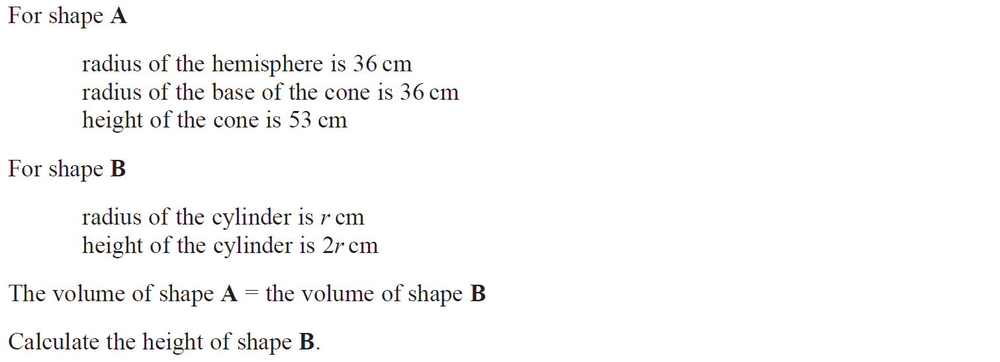 For shape A
radius of the hemisphere is 36 cm
radius of the base of the cone is 36 cm
height of the cone is 53 cm
For shape B
radius of the cylinder is r cm
height of the cylinder is 2r cm
The volume of shape A = the volume of shape B
Calculate the height of shape B.